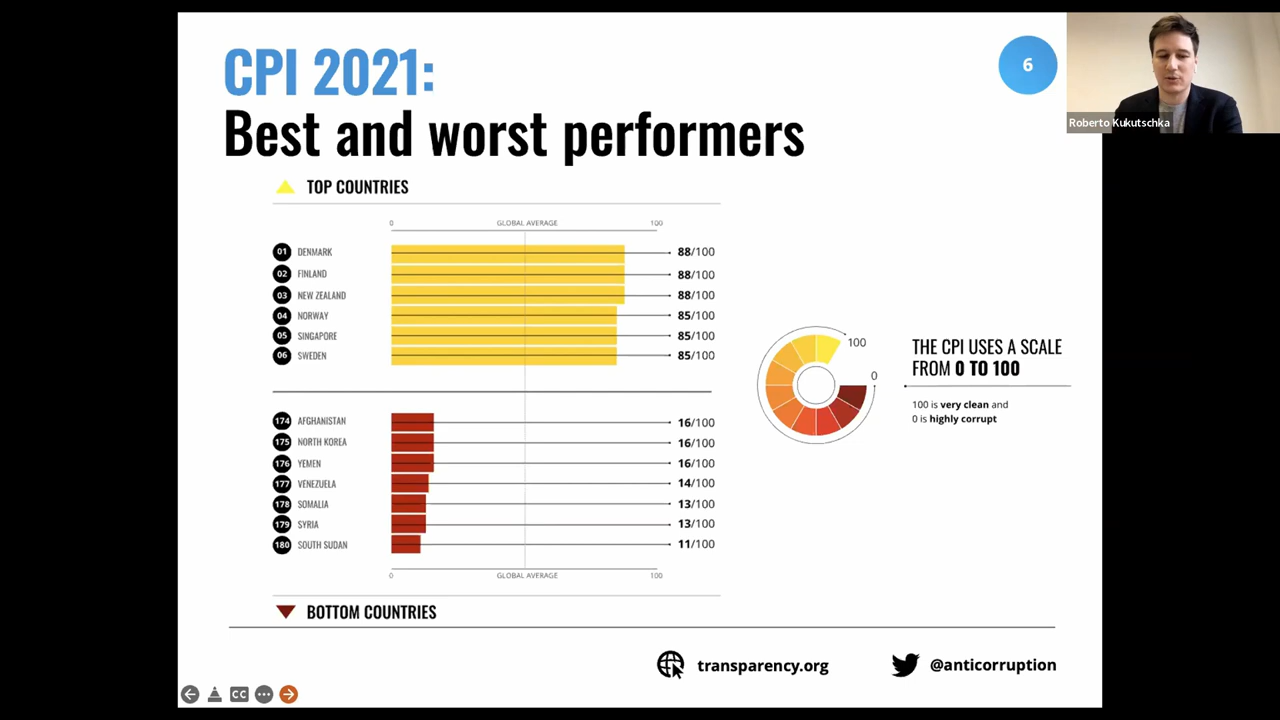 CPI 2021:
Best and worst performers
6
Roberto Kukutschka
TOP COUNTRIES
0 GLOBAL AVERAGE 100
01 DENMARK 88/100
02 FINLAND 88/100
03 NEW ZEALAND 88/100
04 NORWAY 85/100
05 SINGAPORE 85/100
06 SWEDEN 85/100
174 AFGHANISTAN 16/100
175 NORTH KOREA 16/100
176 YEMEN 16/100
177 VENEZUELA 14/100
178 SOMALIA 13/100
179 SYRIA 13/100
180 SOUTH SUDAN 11/100
0 GLOBAL AVERAGE 100
BOTTOM COUNTRIES
100
0
THE CPI USES A SCALE
FROM 0 TO 100
100 is very clean and
0 is highly corrupt
transparency.org
@anticorruption
CC